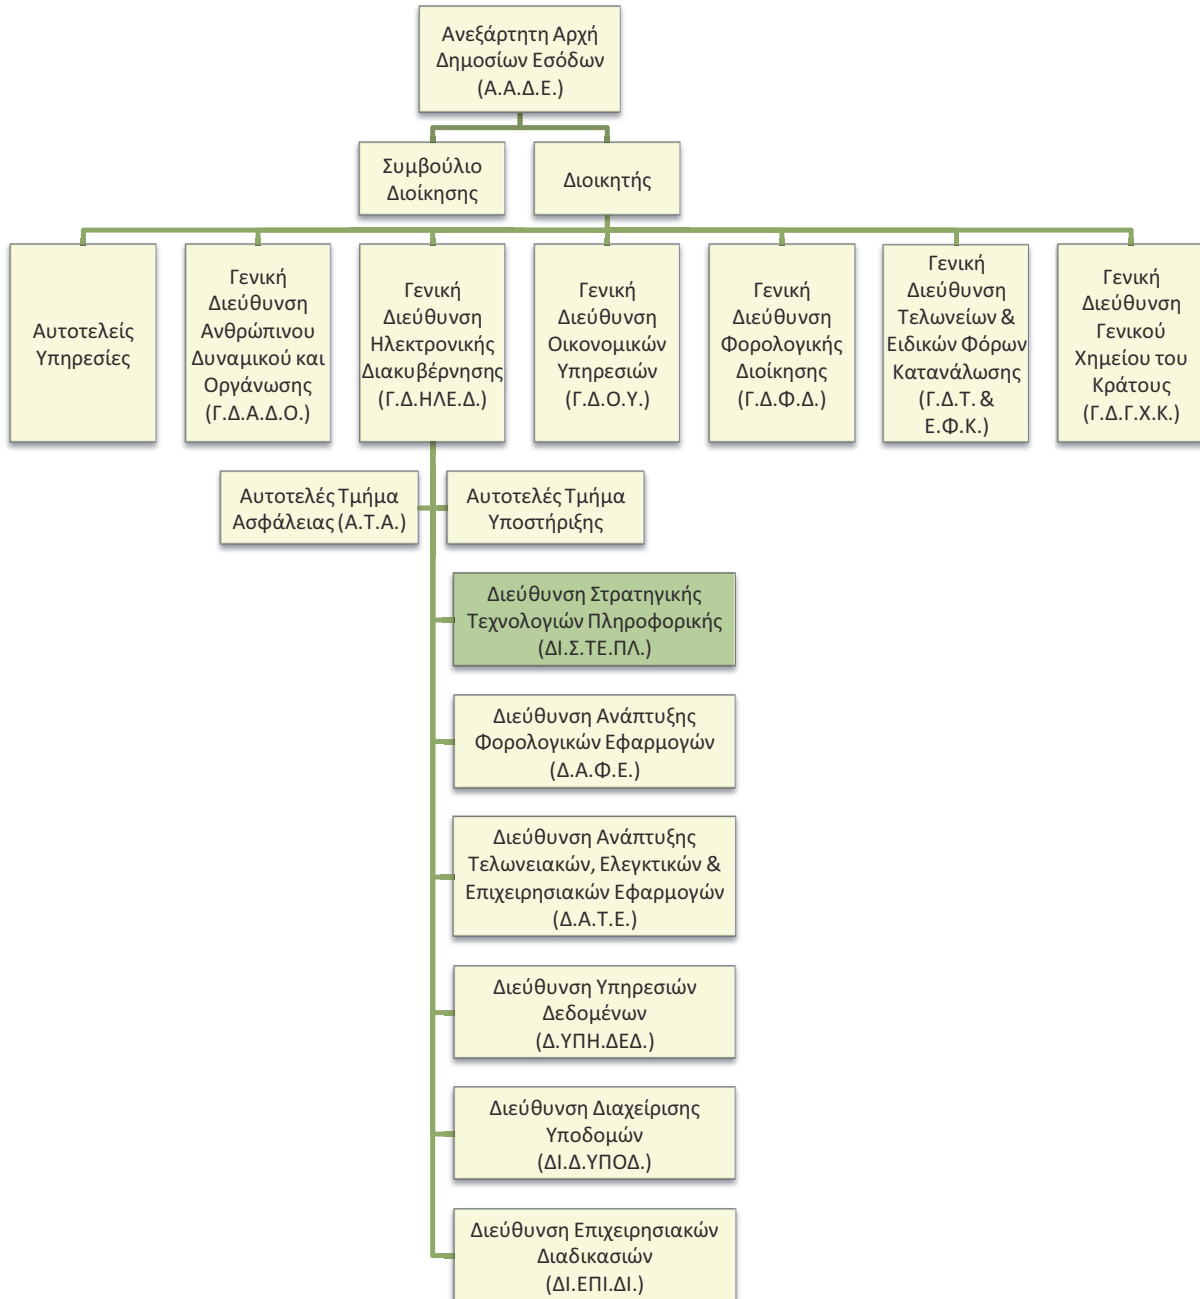 Ανεξάρτητη Αρχή
Δημοσίων Εσόδων
(Α.Α.Δ.Ε.)
Συμβούλιο
Διοίκησης
Διοικητής
Αυτοτελείς
Υπηρεσίες
Γενική
Διεύθυνση
Ανθρώπινου
Δυναμικού και
Οργάνωσης
(Γ.Δ.Α.Δ.Ο.)
Γενική
Διεύθυνση
Ηλεκτρονικής
Διακυβέρνησης
(Γ.Δ.ΗΛΕ.Δ.)
Γενική
Διεύθυνση
Οικονομικών
Υπηρεσιών
(Γ.Δ.Ο.Υ.)
Γενική
Διεύθυνση
Φορολογικής
Διοίκησης
(Γ.Δ.Φ.Δ.)
Γενική
Διεύθυνση
Τελωνείων &
Ειδικών Φόρων
Κατανάλωσης
(Γ.Δ.Τ. &
Ε.Φ.Κ.)
Γενική
Διεύθυνση
Γενικού
Χημείου του
Κράτους
(Γ.Δ.Γ.Χ.Κ.)
Αυτοτελές Τμήμα
Ασφάλειας (Α.Τ.Α.)
Αυτοτελές Τμήμα
Υποστήριξης
Διεύθυνση Στρατηγικής
Τεχνολογιών Πληροφορικής
(ΔΙ.Σ.ΤΕ.ΠΛ.)
Διεύθυνση Ανάπτυξης
Φορολογικών Εφαρμογών
(Δ.Α.Φ.Ε.)
Διεύθυνση Ανάπτυξης
Τελωνειακών, Ελεγκτικών &
Επιχειρησιακών Εφαρμογών
(Δ.Α.Τ.Ε.)
Διεύθυνση Υπηρεσιών
Δεδομένων
(Δ.ΥΠΗ.ΔΕΔ.)
Διεύθυνση Διαχείρισης
Υποδομών
(ΔΙ.Δ.ΥΠΟΔ.)
Διεύθυνση Επιχειρησιακών
Διαδικασιών
(ΔΙ.ΕΠΙ.ΔΙ.)